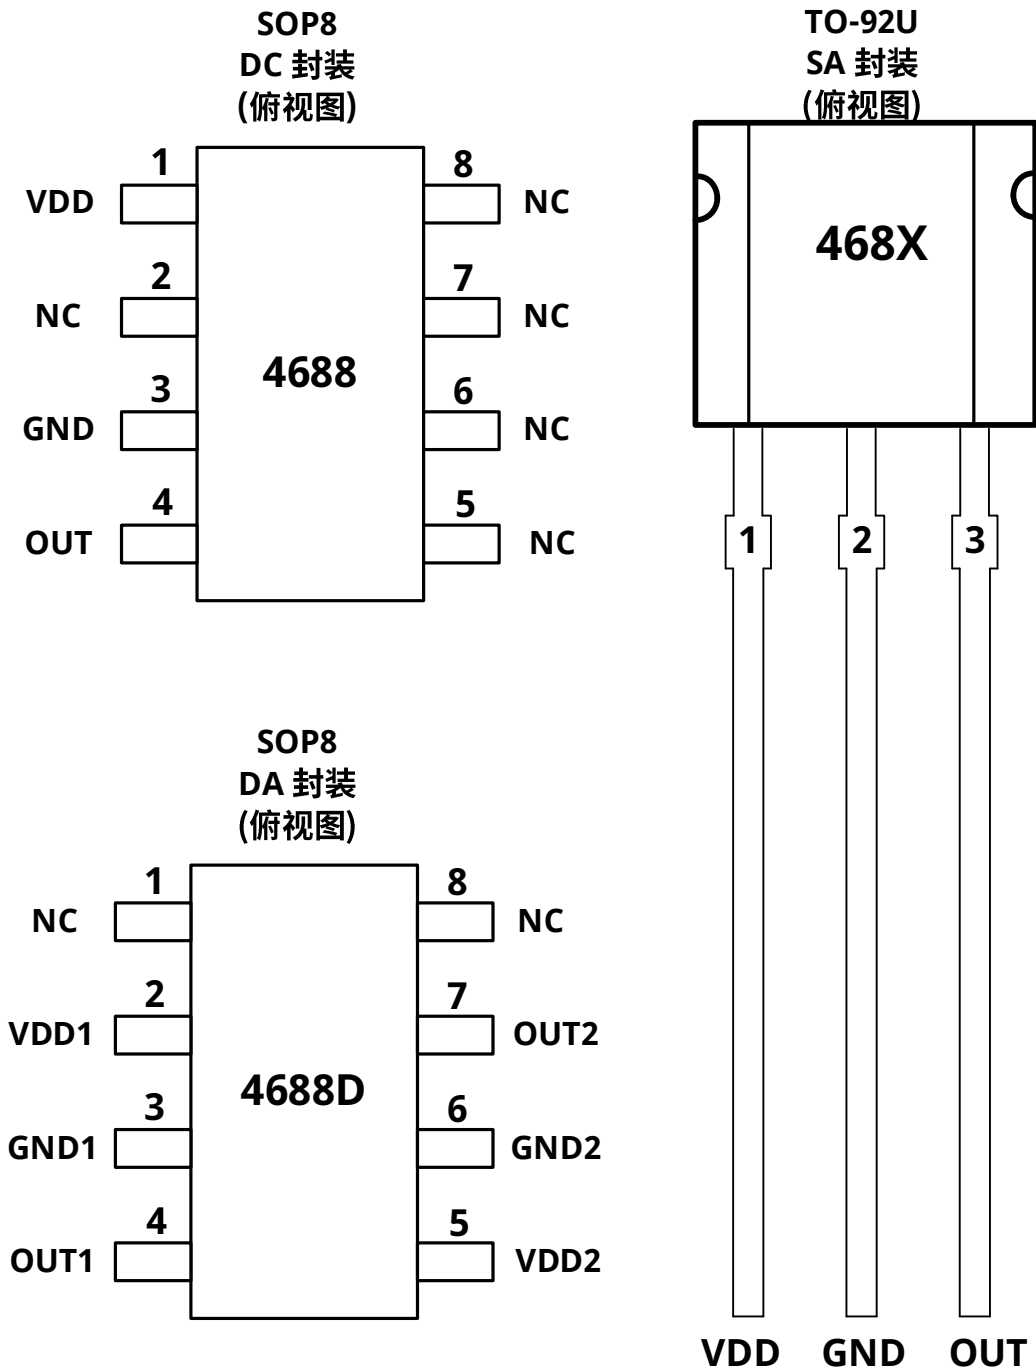 SOP8
DC 封装
(俯视图)
1 8
VDD NC
2 7
NC NC
4688
3 6
GND NC
4 5
OUT NC
TO-92U
SA 封装
(俯视图)
468X
1 2 3
VDD GND OUT
SOP8
DA 封装
(俯视图)
1 8
NC NC
2 7
VDD1 OUT2
4688D
3 6
GND1 GND2
4 5
OUT1 VDD2